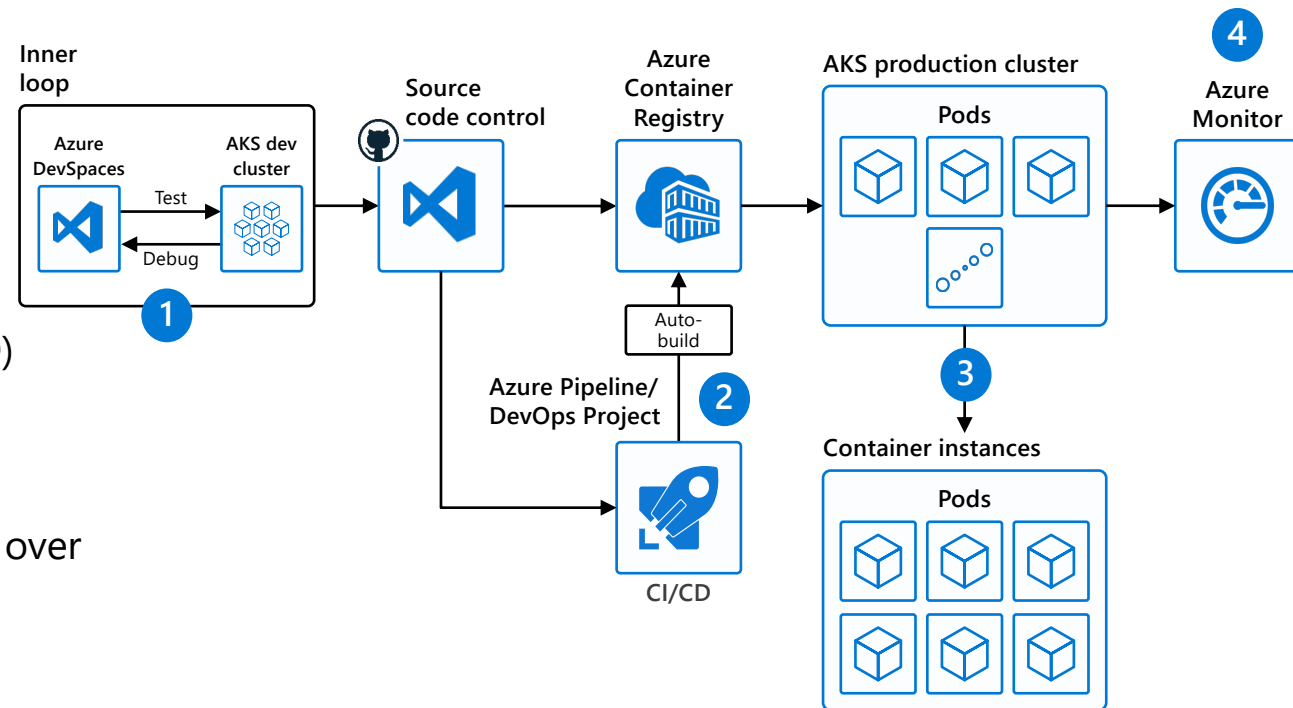 Inner
loop
Azure
DevSpaces
AKS dev
cluster
Test
Debug
1
)
over
Source
code control
Azure
Container
Registry
Auto-
build
Azure Pipeline/
DevOps Project
2
CI/CD
AKS production cluster
Pods
3
Container instances
Pods
4
Azure
Monitor